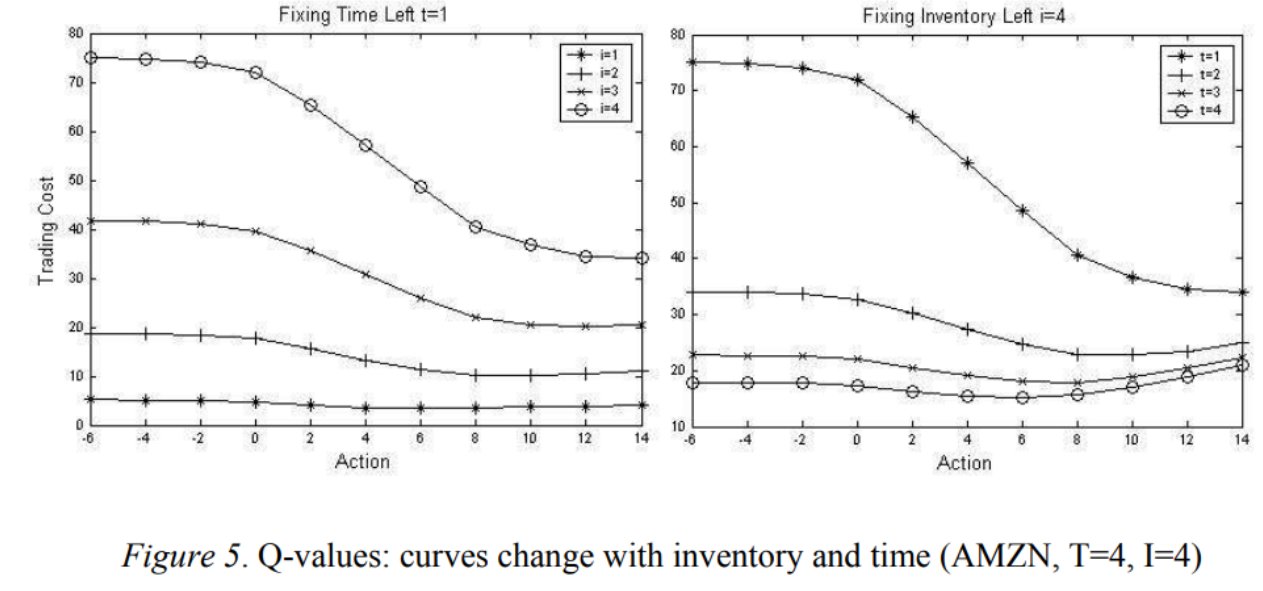 Fixing Time Left t=1
80
70
60
50
40
30
20
10
0
Trading Cost
-6 -4 -2 0 2 4 6 8 10 12 14
Action
i=1
i=2
i=3
i=4
Fixing Inventory Left i=4
80
70
60
50
40
30
20
10
-6 -4 -2 0 2 4 6 8 10 12 14
Action
t=1
t=2
t=3
t=4
Figure 5. Q-values: curves change with inventory and time (AMZN, T=4, I=4)